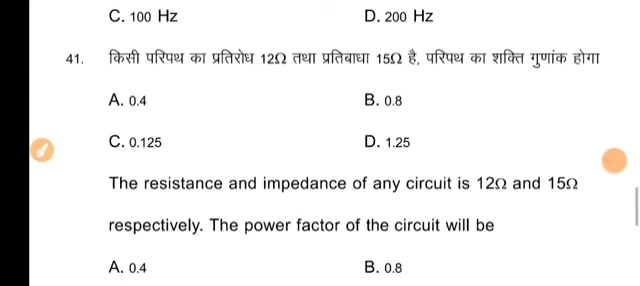 C. 100 Hz D. 200 Hz
41. किसी परिपथ का प्रतिरोध 12Ω तथा प्रतिबाधा 15Ω है, परिपथ का शक्ति गुणांक होगा
A. 0.4 B. 0.8
C. 0.125 D. 1.25
The resistance and impedance of any circuit is 12Ω and 15Ω
respectively. The power factor of the circuit will be
A. 0.4 B. 0.8